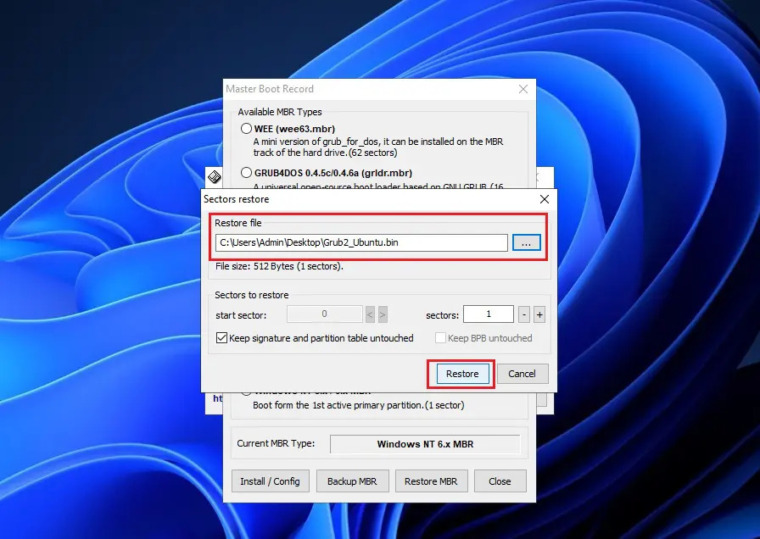 Master Boot Record
Available MBR Types
WEE (wee63.mbr)
A mini version of grub_for_dos, it can be installed on the MBR
track of the hard drive.(62 sectors)
GRUB4DOS 0.4.5c/0.4.6a (grldr.mbr)
A universal open-source boot loader based on GNU GRUB. (16
Sectors restore
Restore file
C:\Users\Admin\Desktop\Grub2_Ubuntu.bin
...
File size: 512 Bytes (1 sectors).
Sectors to restore
start sector: 0 < > sectors: 1 - +
Keep signature and partition table untouched Keep BPB untouched
Restore Cancel
ht
Boot form the 1st active primary partition.(1 sector)
Current MBR Type: Windows NT 6.x MBR
Install / Config Backup MBR Restore MBR Close